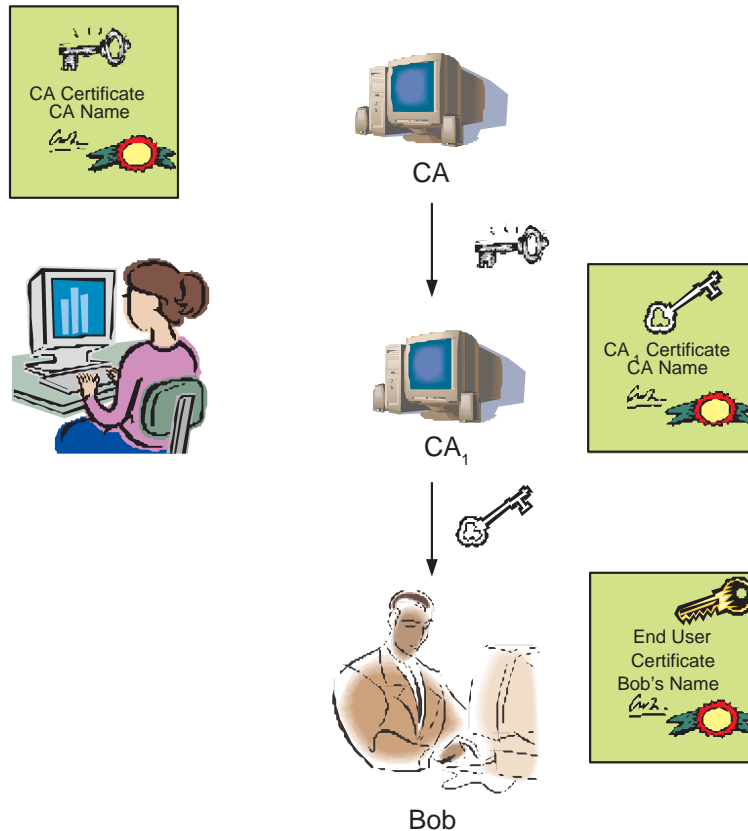 CA Certificate
CA Name
CA
CA₁ Certificate
CA Name
CA₁
End User
Certificate
Bob's Name
Bob